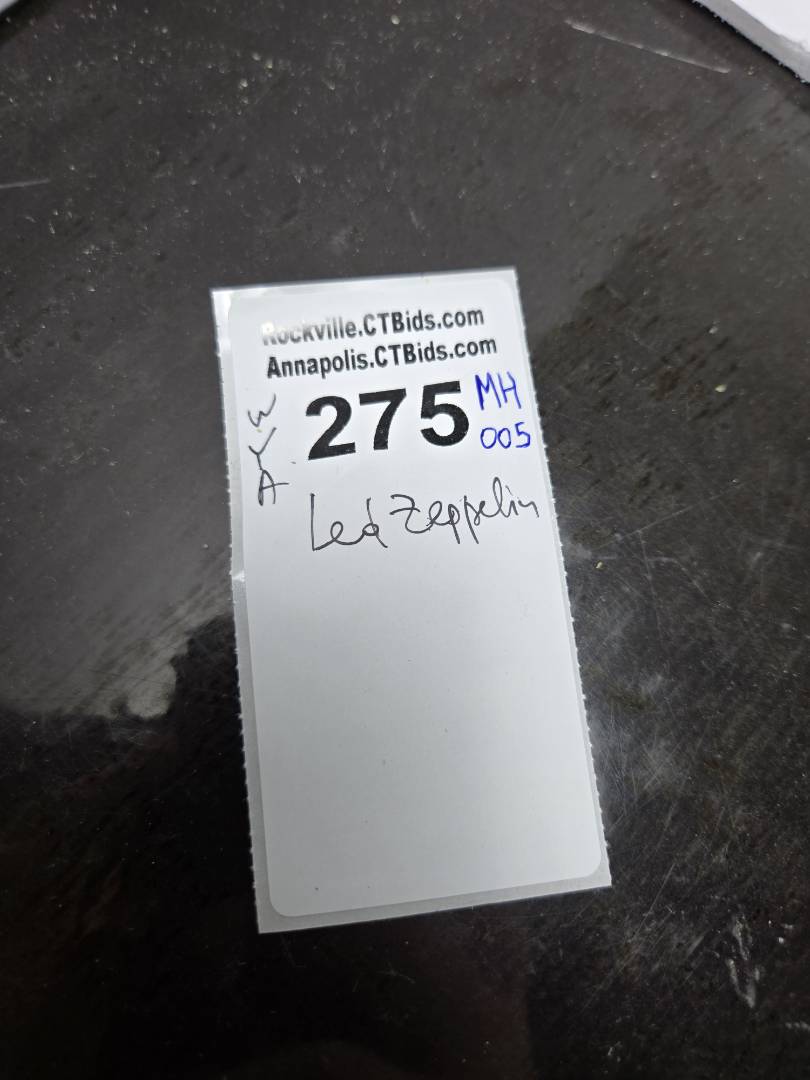 Rockville.CTBids.com
Annapolis.CTBids.com
275
MH
005
Led Zeppelin